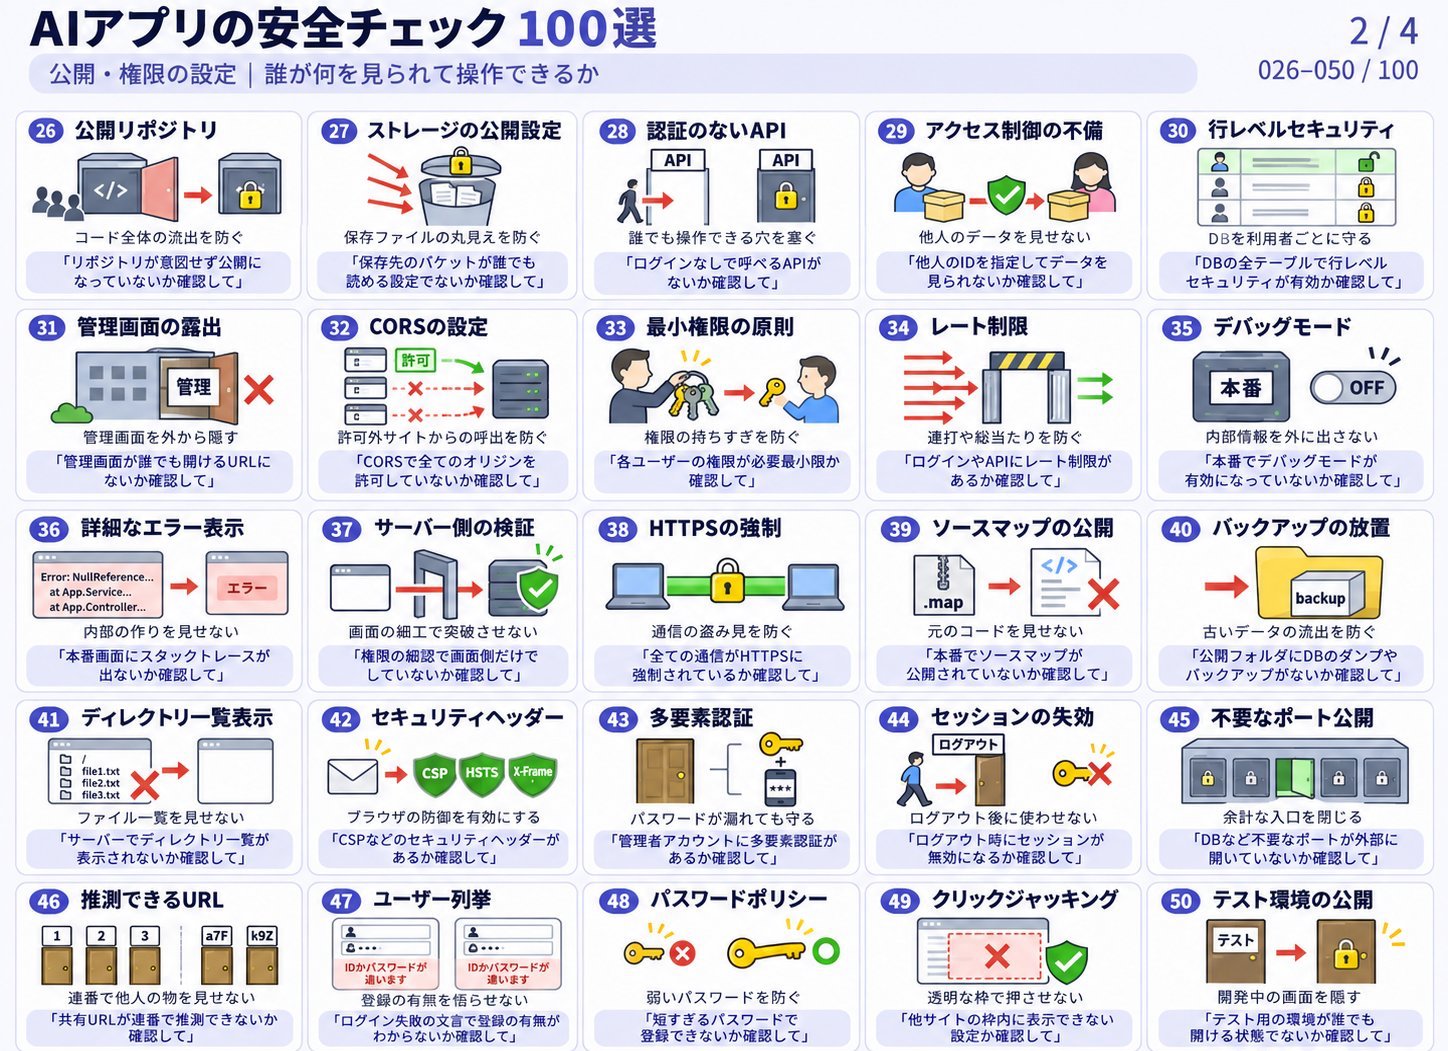 AIアプリの安全チェック 100選
2 / 4
公開・権限の設定｜誰が何を見られて操作できるか
026–050 / 100
26 公開リポジトリ
</>
コード全体の流出を防ぐ
「リポジトリが意図せず公開に
なっていないか確認して」
27 ストレージの公開設定
保存ファイルの丸見えを防ぐ
「保存先のバケットが誰でも
読める設定でないか確認して」
28 認証のないAPI
API
API
誰でも操作できる穴を塞ぐ
「ログインなしで呼べるAPIが
ないか確認して」
29 アクセス制御の不備
他人のデータを見せない
「他人のIDを指定してデータを
見られないか確認して」
30 行レベルセキュリティ
DBを利用者ごとに守る
「DBの全テーブルで行レベル
セキュリティが有効か確認して」
31 管理画面の露出
管理
管理画面を外から隠す
「管理画面が誰でも開けるURLに
ないか確認して」
32 CORSの設定
許可
許可外サイトからの呼出を防ぐ
「CORSで全てのオリジンを
許可していないか確認して」
33 最小権限の原則
権限の持ちすぎを防ぐ
「各ユーザーの権限が必要最小限か
確認して」
34 レート制限
連打や総当たりを防ぐ
「ログインやAPIにレート制限が
あるか確認して」
35 デバッグモード
本番
OFF
内部情報を外に出さない
「本番でデバッグモードが
有効になっていないか確認して」
36 詳細なエラー表示
Error: NullReference...
at App.Service...
at App.Controller...
エラー
内部の作りを見せない
「本番画面にスタックトレースが
出ないか確認して」
37 サーバー側の検証
画面の細工で突破させない
「権限の細認で画面側だけで
していないか確認して」
38 HTTPSの強制
通信の盗み見を防ぐ
「全ての通信がHTTPSに
強制されているか確認して」
39 ソースマップの公開
.map
</>
元のコードを見せない
「本番でソースマップが
公開されていないか確認して」
40 バックアップの放置
backup
古いデータの流出を防ぐ
「公開フォルダにDBのダンプや
バックアップがないか確認して」
41 ディレクトリ一覧表示
/
file1.txt
file2.txt
file3.txt
ファイル一覧を見せない
「サーバーでディレクトリ一覧が
表示されないか確認して」
42 セキュリティヘッダー
CSP
HSTS
X-Frame
ブラウザの防御を有効にする
「CSPなどのセキュリティヘッダーが
あるか確認して」
43 多要素認証
+
***
パスワードが漏れても守る
「管理者アカウントに多要素認証が
あるか確認して」
44 セッションの失効
ログアウト
ログアウト後に使わせない
「ログアウト時にセッションが
無効になるか確認して」
45 不要なポート公開
余計な入口を閉じる
「DBなど不要なポートが外部に
開いていないか確認して」
46 推測できるURL
1
2
3
a7F
k9Z
連番で他人の物を見せない
「共有URLが連番で推測できないか
確認して」
47 ユーザー列挙
IDかパスワードが
違います
IDかパスワードが
違います
登録の有無を悟らせない
「ログイン失敗の文言で登録の有無が
わからないか確認して」
48 パスワードポリシー
弱いパスワードを防ぐ
「短すぎるパスワードで
登録できないか確認して」
49 クリックジャッキング
透明な枠で押させない
「他サイトの枠内に表示できない
設定か確認して」
50 テスト環境の公開
テスト
開発中の画面を隠す
「テスト用の環境が誰でも
開ける状態でないか確認して」